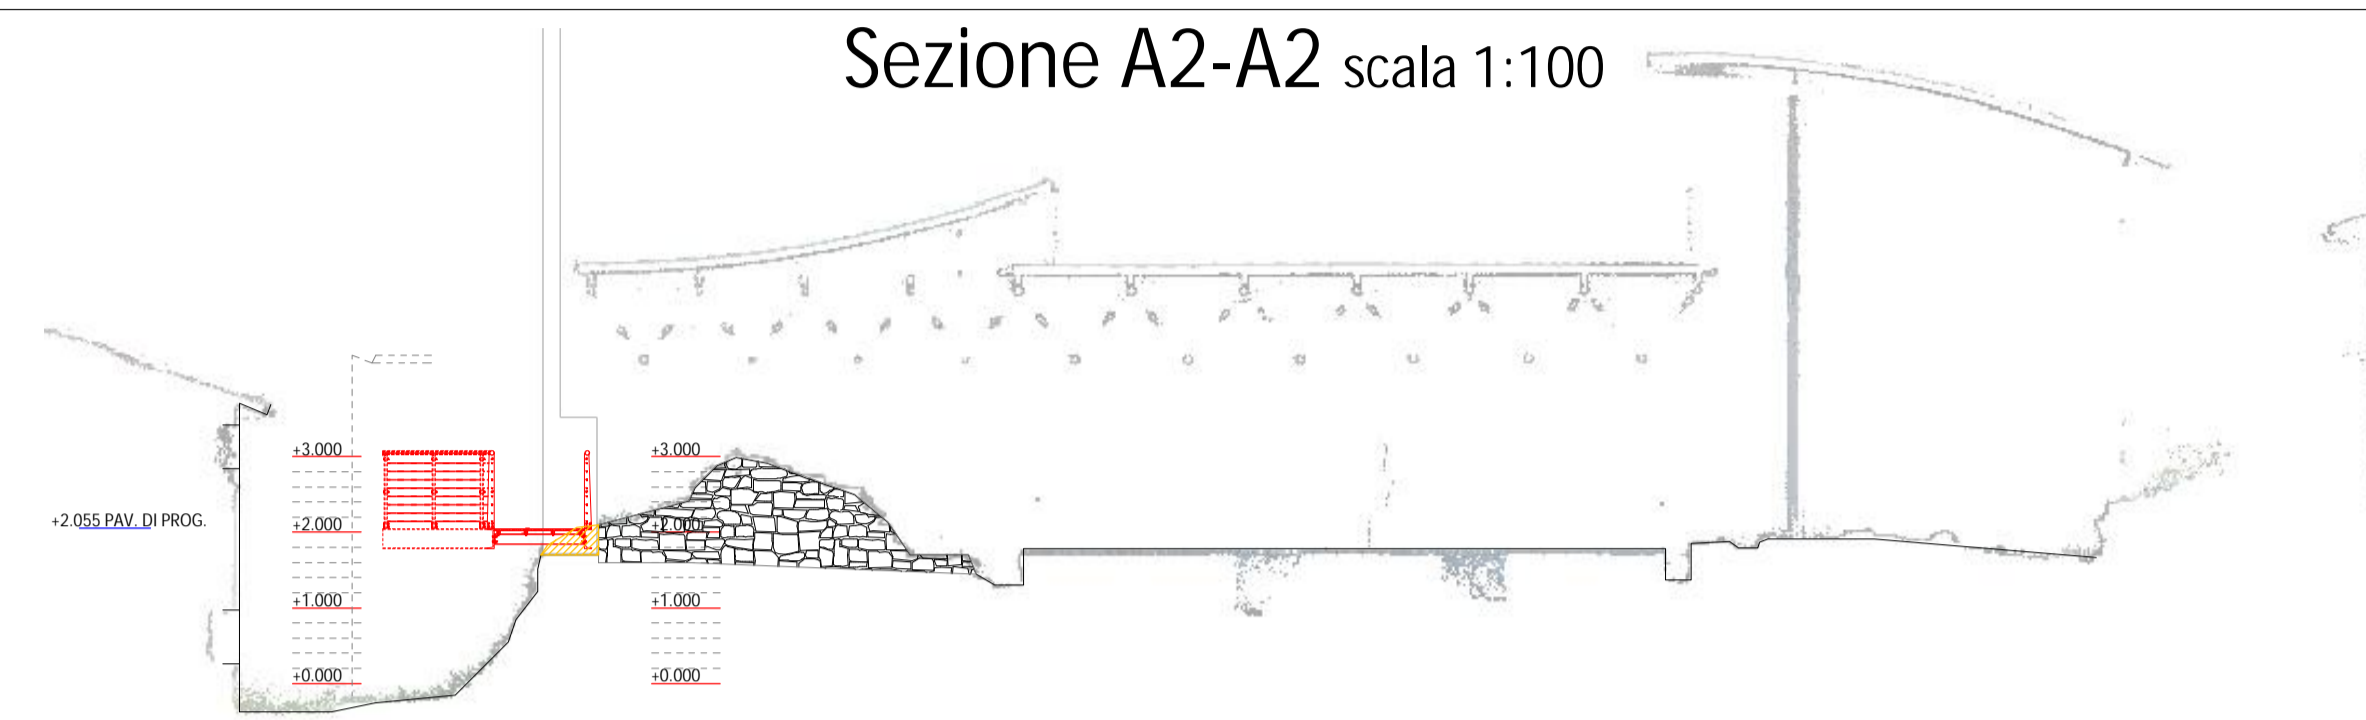 Sezione A2-A2 scala 1:100
+3.000 +3.000
+2.055 PAV. DI PROG. +2.000 +2.000
+1.000 +1.000
+0.000 +0.000